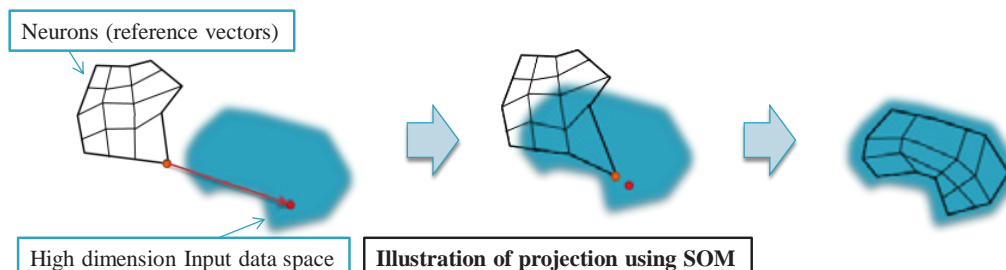 Neurons (reference vectors)
High dimension Input data space
Illustration of projection using SOM